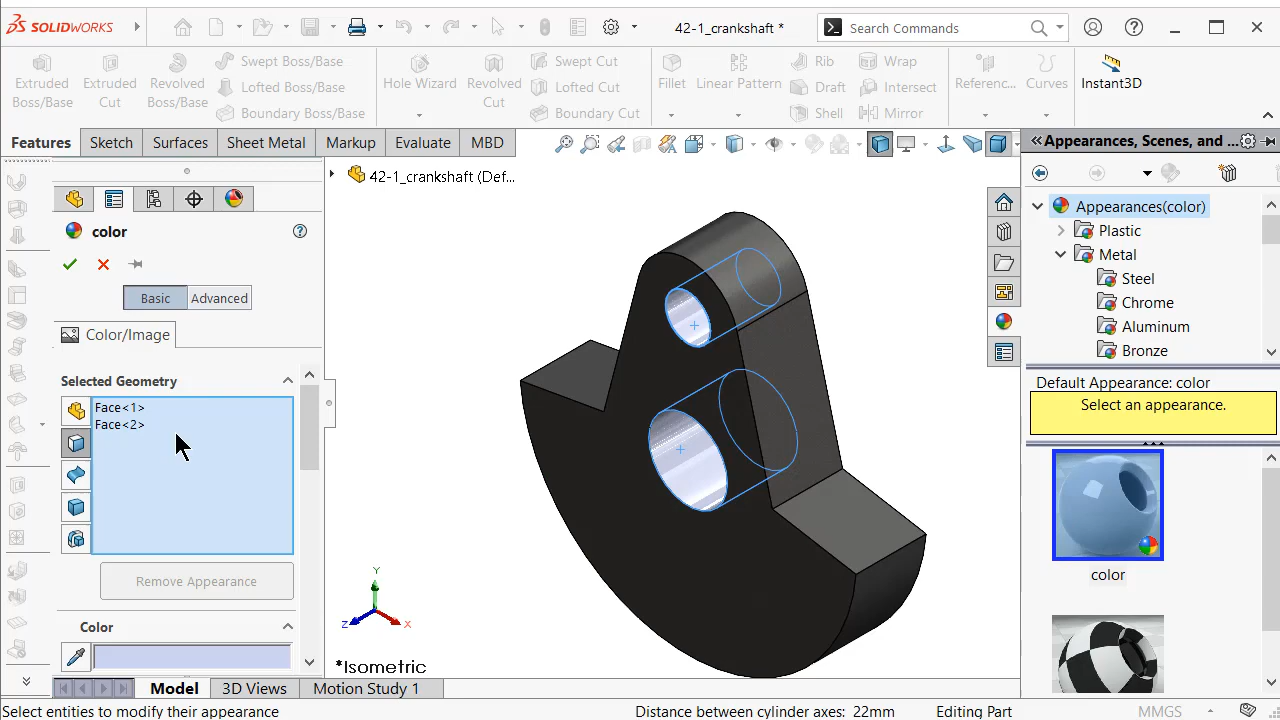 SOLIDWORKS
42-1_crankshaft *
Search Commands
Extruded Boss/Base
Extruded Cut
Revolved Boss/Base
Swept Boss/Base
Lofted Boss/Base
Boundary Boss/Base
Hole Wizard
Revolved Cut
Swept Cut
Lofted Cut
Boundary Cut
Fillet
Linear Pattern
Rib
Draft
Shell
Wrap
Intersect
Mirror
Referenc...
Curves
Instant3D
Features
Sketch
Surfaces
Sheet Metal
Markup
Evaluate
MBD
42-1_crankshaft (Def...
color
Basic
Advanced
Color/Image
Selected Geometry
Face<1>
Face<2>
Remove Appearance
Color
Y
Z
X
*Isometric
Appearances, Scenes, and ...
Appearances(color)
Plastic
Metal
Steel
Chrome
Aluminum
Bronze
Default Appearance: color
Select an appearance.
color
Model
3D Views
Motion Study 1
Select entities to modify their appearance
Distance between cylinder axes: 22mm
Editing Part
MMGS